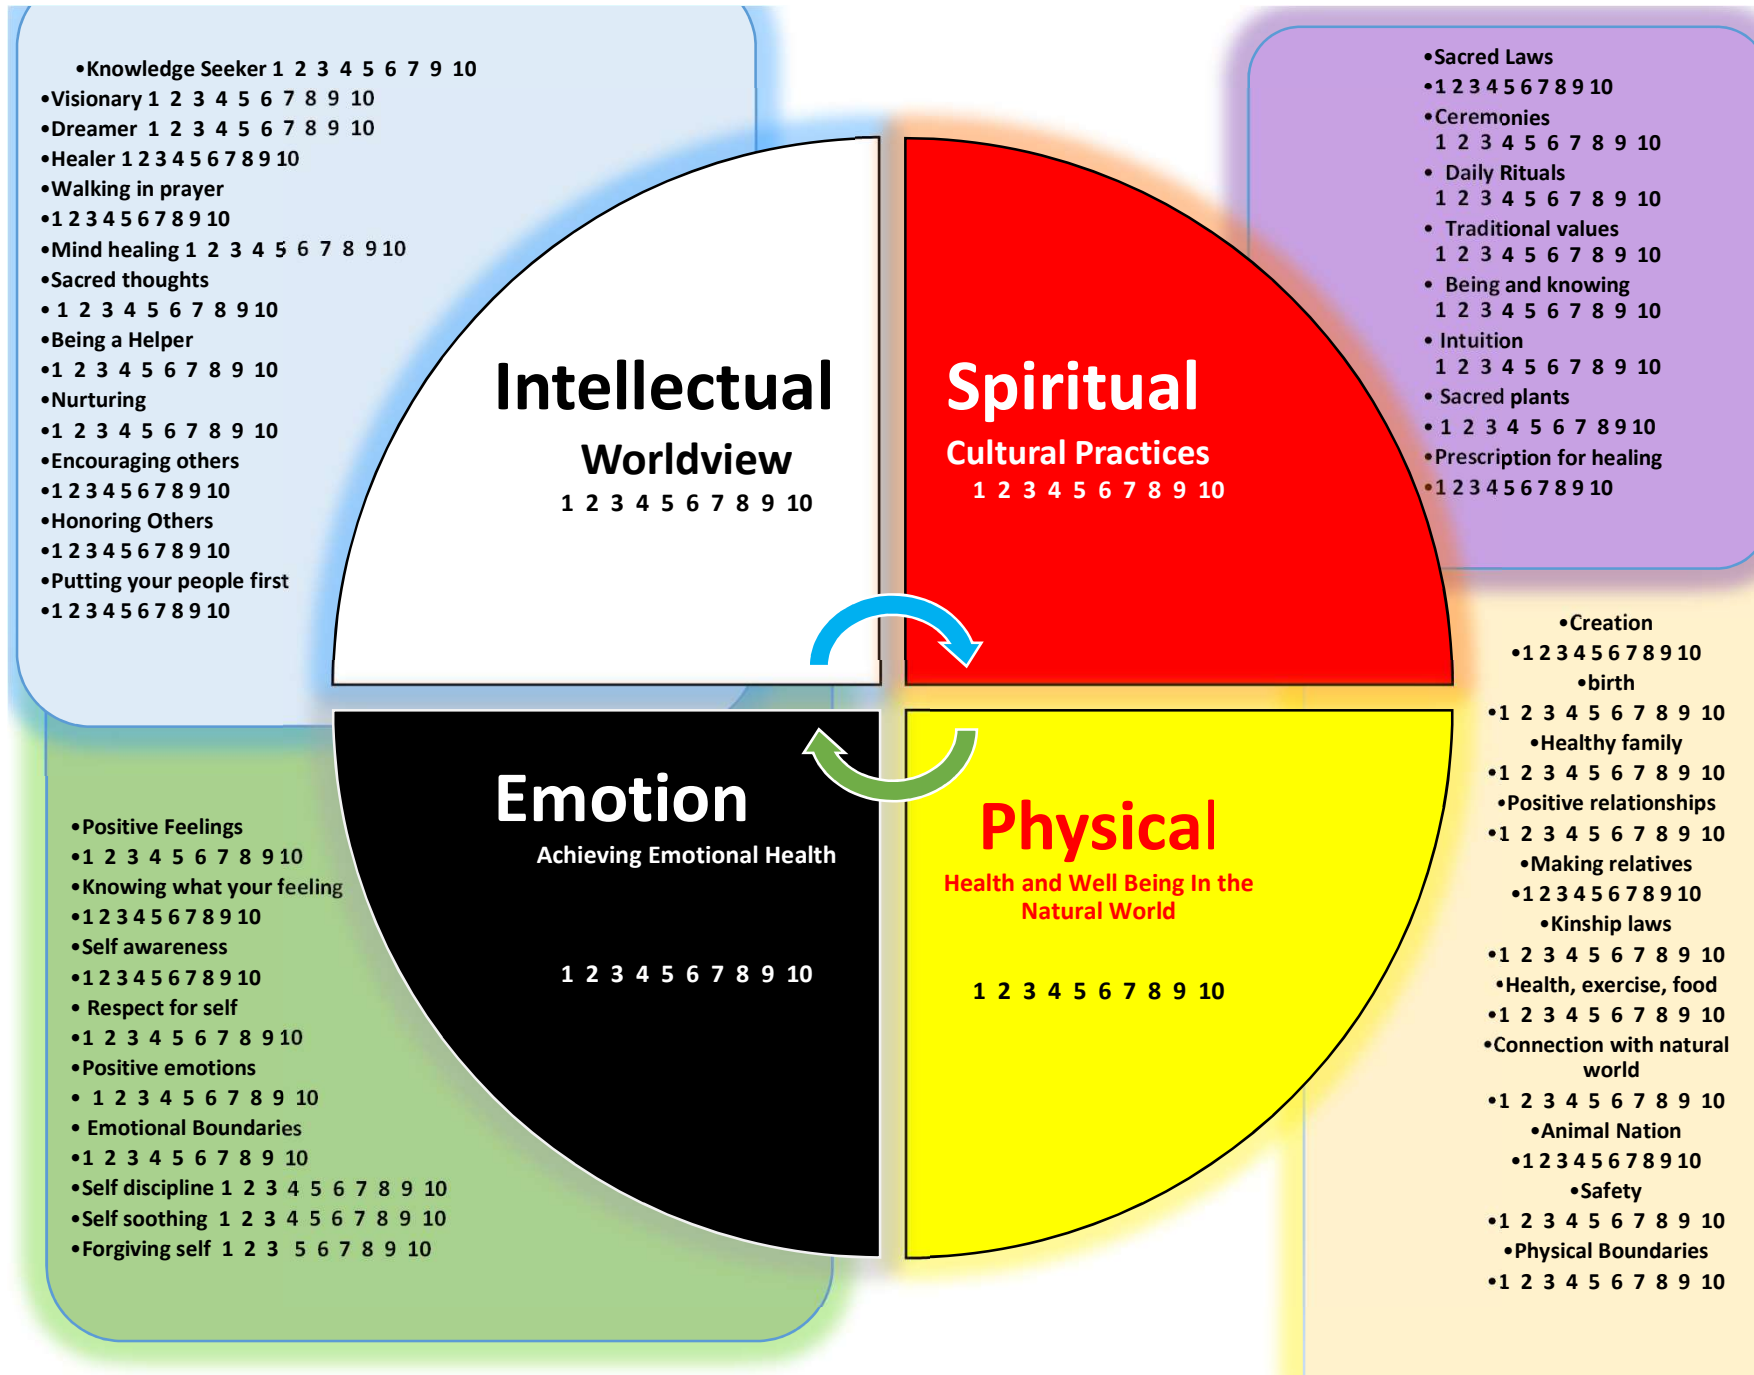 •Knowledge Seeker 1 2 3 4 5 6 7 9 10
•Visionary 1 2 3 4 5 6 7 8 9 10
•Dreamer 1 2 3 4 5 6 7 8 9 10
•Healer 1 2 3 4 5 6 7 8 9 10
•Walking in prayer
•1 2 3 4 5 6 7 8 9 10
•Mind healing 1 2 3 4 5 6 7 8 9 10
•Sacred thoughts
• 1 2 3 4 5 6 7 8 9 10
•Being a Helper
•1 2 3 4 5 6 7 8 9 10
•Nurturing
•1 2 3 4 5 6 7 8 9 10
•Encouraging others
•1 2 3 4 5 6 7 8 9 10
•Honoring Others
•1 2 3 4 5 6 7 8 9 10
•Putting your people first
•1 2 3 4 5 6 7 8 9 10
Intellectual
Worldview
1 2 3 4 5 6 7 8 9 10
Spiritual
Cultural Practices
1 2 3 4 5 6 7 8 9 10
•Sacred Laws
•1 2 3 4 5 6 7 8 9 10
•Ceremonies
1 2 3 4 5 6 7 8 9 10
• Daily Rituals
1 2 3 4 5 6 7 8 9 10
• Traditional values
1 2 3 4 5 6 7 8 9 10
• Being and knowing
1 2 3 4 5 6 7 8 9 10
• Intuition
1 2 3 4 5 6 7 8 9 10
• Sacred plants
• 1 2 3 4 5 6 7 8 9 10
•Prescription for healing
•1 2 3 4 5 6 7 8 9 10
•Positive Feelings
•1 2 3 4 5 6 7 8 9 10
•Knowing what your feeling
•1 2 3 4 5 6 7 8 9 10
•Self awareness
•1 2 3 4 5 6 7 8 9 10
• Respect for self
•1 2 3 4 5 6 7 8 9 10
•Positive emotions
• 1 2 3 4 5 6 7 8 9 10
• Emotional Boundaries
•1 2 3 4 5 6 7 8 9 10
•Self discipline 1 2 3 4 5 6 7 8 9 10
•Self soothing 1 2 3 4 5 6 7 8 9 10
•Forgiving self 1 2 3 5 6 7 8 9 10
Emotion
Achieving Emotional Health
1 2 3 4 5 6 7 8 9 10
Physical
Health and Well Being In the
Natural World
1 2 3 4 5 6 7 8 9 10
•Creation
•1 2 3 4 5 6 7 8 9 10
•birth
•1 2 3 4 5 6 7 8 9 10
•Healthy family
•1 2 3 4 5 6 7 8 9 10
•Positive relationships
•1 2 3 4 5 6 7 8 9 10
•Making relatives
•1 2 3 4 5 6 7 8 9 10
•Kinship laws
•1 2 3 4 5 6 7 8 9 10
•Health, exercise, food
•1 2 3 4 5 6 7 8 9 10
•Connection with natural
world
•1 2 3 4 5 6 7 8 9 10
•Animal Nation
•1 2 3 4 5 6 7 8 9 10
•Safety
•1 2 3 4 5 6 7 8 9 10
•Physical Boundaries
•1 2 3 4 5 6 7 8 9 10